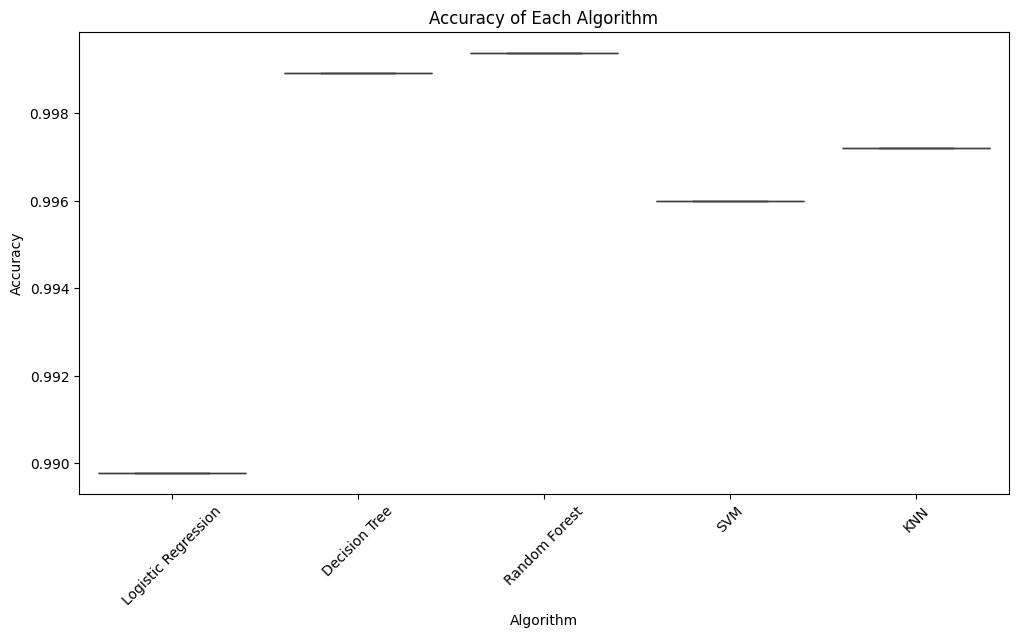 Accuracy of Each Algorithm
Accuracy
0.998
0.996
0.994
0.992
0.990
Logistic Regression
Decision Tree
Random Forest
SVM
KNN
Algorithm